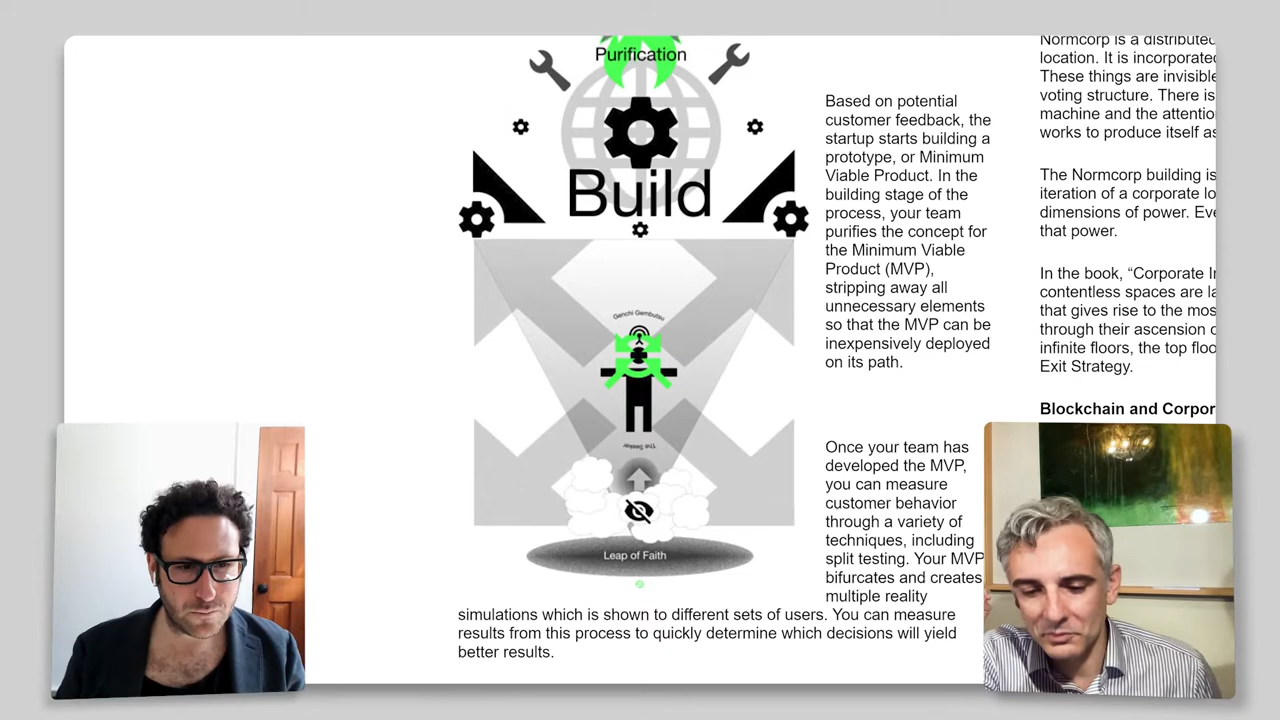 Purification
Build
Genchi Gembutsu
The Seeker
Leap of Faith
Based on potential
customer feedback, the
startup starts building a
prototype, or Minimum
Viable Product. In the
building stage of the
process, your team
purifies the concept for
the Minimum Viable
Product (MVP),
stripping away all
unnecessary elements
so that the MVP can be
inexpensively deployed
on its path.
Once your team has
developed the MVP,
you can measure
customer behavior
through a variety of
techniques, including
split testing. Your MVP
bifurcates and creates
multiple reality
simulations which is shown to different sets of users. You can measure
results from this process to quickly determine which decisions will yield
better results.
Normcorp is a distributed
location. It is incorporated
These things are invisible
voting structure. There is
machine and the attentio
works to produce itself as
The Normcorp building is
iteration of a corporate lo
dimensions of power. Eve
that power.
In the book, “Corporate Ir
contentless spaces are la
that gives rise to the mos
through their ascension o
infinite floors, the top floo
Exit Strategy.
Blockchain and Corpor